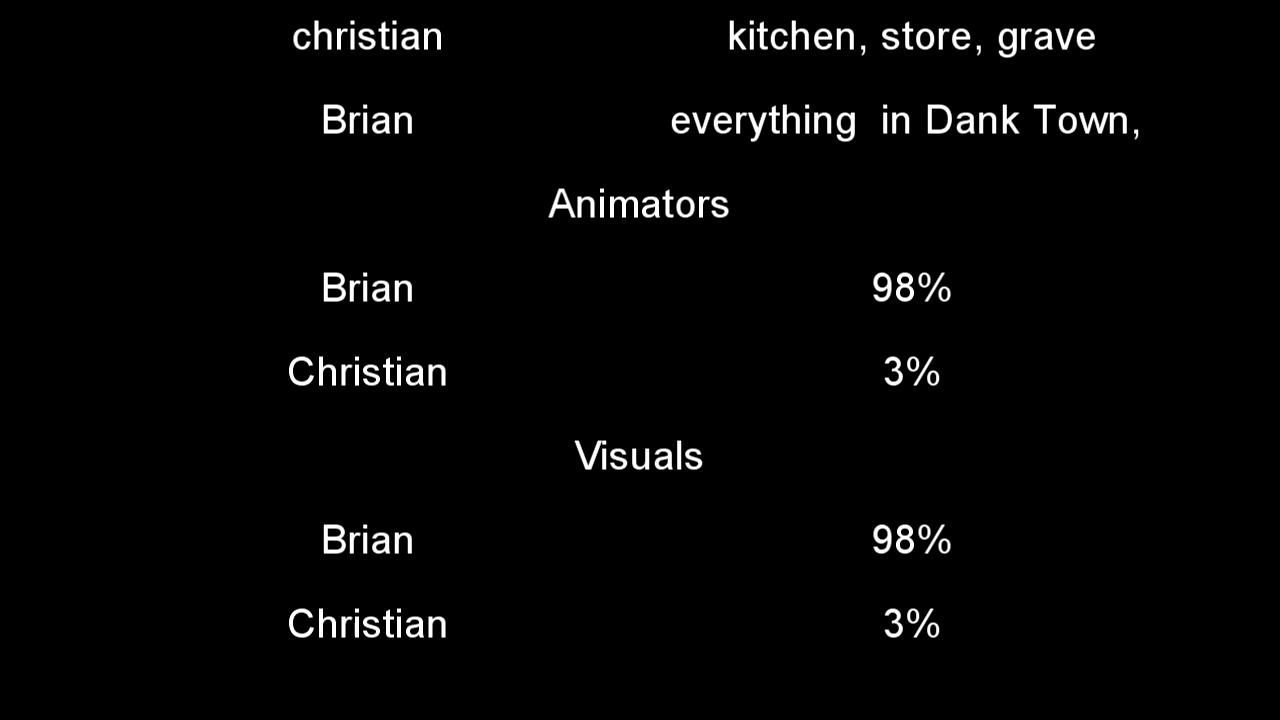 christian kitchen, store, grave
Brian everything  in Dank Town,
Animators
Brian 98%
Christian 3%
Visuals
Brian 98%
Christian 3%